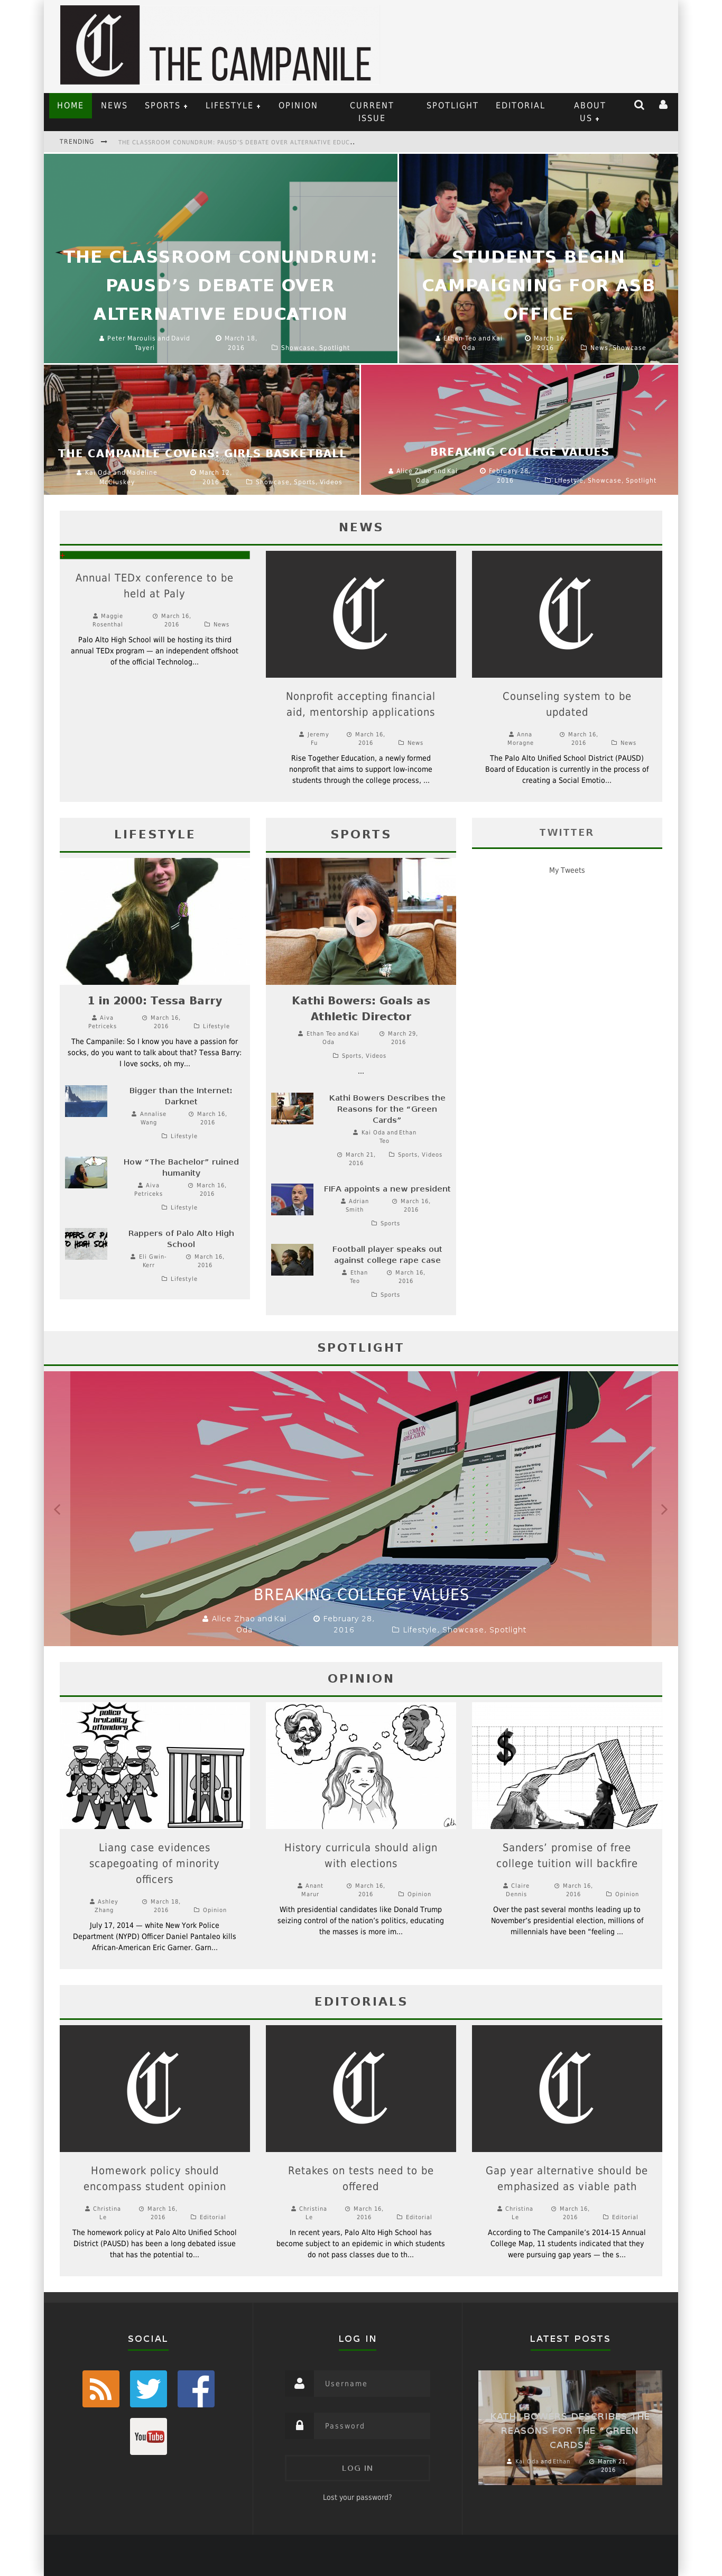 THE CAMPANILE
HOME NEWS SPORTS LIFESTYLE OPINION CURRENT ISSUE SPOTLIGHT EDITORIAL ABOUT US
TRENDING THE CLASSROOM CONUNDRUM: PAUSD'S DEBATE OVER ALTERNATIVE EDUC..
THE CLASSROOM CONUNDRUM:
PAUSD'S DEBATE OVER
ALTERNATIVE EDUCATION
Peter Maroulis and David Tayeri March 18, 2016 Showcase, Spotlight
STUDENTS BEGIN
CAMPAIGNING FOR ASB
OFFICE
Ethan Teo and Kai Oda March 16, 2016 News, Showcase
THE CAMPANILE COVERS: GIRLS BASKETBALL
Kai Oda and Madeline McCluskey March 12, 2016 Showcase, Sports, Videos
BREAKING COLLEGE VALUES
Alice Zhao and Kai Oda February 28, 2016 Lifestyle, Showcase, Spotlight
NEWS
Annual TEDx conference to be
held at Paly
Maggie Rosenthal March 16, 2016 News
Palo Alto High School will be hosting its third
annual TEDx program — an independent offshoot
of the official Technolog...
Nonprofit accepting financial
aid, mentorship applications
Jeremy Fu March 16, 2016 News
Rise Together Education, a newly formed
nonprofit that aims to support low-income
students through the college process, ...
Counseling system to be
updated
Anna Moragne March 16, 2016 News
The Palo Alto Unified School District (PAUSD)
Board of Education is currently in the process of
creating a Social Emotio...
LIFESTYLE
1 in 2000: Tessa Barry
Aiva Petriceks March 16, 2016 Lifestyle
The Campanile: So I know you have a passion for
socks, do you want to talk about that? Tessa Barry:
I love socks, oh my...
Bigger than the Internet:
Darknet
Annalise Wang March 16, 2016
Lifestyle
How “The Bachelor” ruined
humanity
Aiva Petriceks March 16, 2016
Lifestyle
Rappers of Palo Alto High
School
Eli Gwin-Kerr March 16, 2016
Lifestyle
SPORTS
Kathi Bowers: Goals as
Athletic Director
Ethan Teo and Kai Oda March 29, 2016
Sports, Videos
...
Kathi Bowers Describes the
Reasons for the “Green
Cards”
Kai Oda and Ethan Teo
March 21, 2016 Sports, Videos
FIFA appoints a new president
Adrian Smith March 16, 2016
Sports
Football player speaks out
against college rape case
Ethan Teo March 16, 2016
Sports
TWITTER
My Tweets
SPOTLIGHT
BREAKING COLLEGE VALUES
Alice Zhao and Kai Oda February 28, 2016 Lifestyle, Showcase, Spotlight
OPINION
police
brutality
offenders
Liang case evidences
scapegoating of minority
officers
Ashley Zhang March 18, 2016 Opinion
July 17, 2014 — white New York Police
Department (NYPD) Officer Daniel Pantaleo kills
African-American Eric Garner. Garn...
History curricula should align
with elections
Anant Marur March 16, 2016 Opinion
With presidential candidates like Donald Trump
seizing control of the nation's politics, educating
the masses is more im...
$
Sanders' promise of free
college tuition will backfire
Claire Dennis March 16, 2016 Opinion
Over the past several months leading up to
November's presidential election, millions of
millennials have been “feeling ...
EDITORIALS
Homework policy should
encompass student opinion
Christina Le March 16, 2016 Editorial
The homework policy at Palo Alto Unified School
District (PAUSD) has been a long debated issue
that has the potential to...
Retakes on tests need to be
offered
Christina Le March 16, 2016 Editorial
In recent years, Palo Alto High School has
become subject to an epidemic in which students
do not pass classes due to th...
Gap year alternative should be
emphasized as viable path
Christina Le March 16, 2016 Editorial
According to The Campanile's 2014-15 Annual
College Map, 11 students indicated that they
were pursuing gap years — the s...
SOCIAL
YouTube
LOG IN
Username
Password
LOG IN
Lost your password?
LATEST POSTS
KATHI BOWERS DESCRIBES THE
REASONS FOR THE “GREEN
CARDS”
Kai Oda and Ethan March 21, 2016